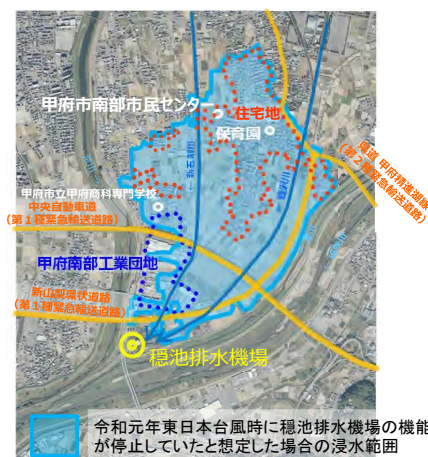 甲府市南部市民センター
住宅地
保育園
県道 甲府精進湖線
(第2種緊急輸送道路)
甲府市立甲府商科専門学校
中央自動車道
(第1種緊急輸送道路)
甲府南部工業団地
新山梨環状道路
(第1種緊急輸送道路)
穏池排水機場
令和元年東日本台風時に穏池排水機場の機能
が停止していたと想定した場合の浸水範囲